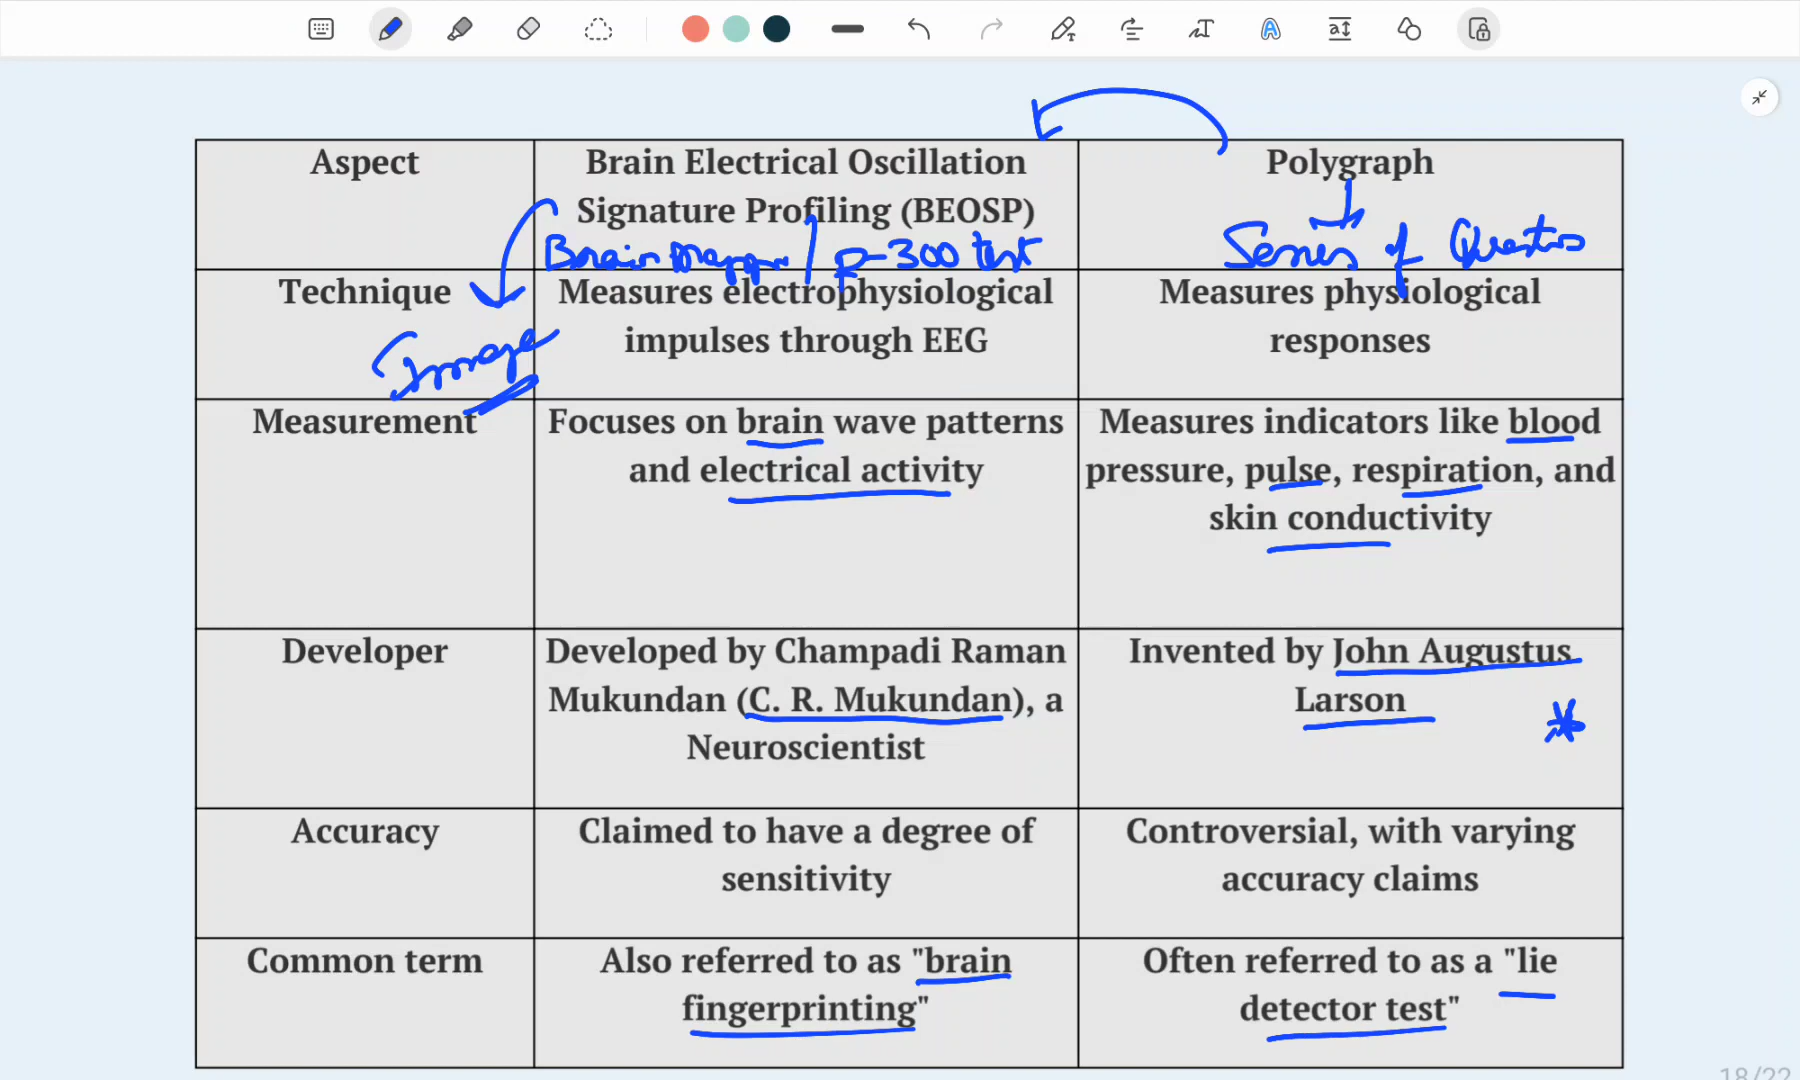 Aspect
Brain Electrical Oscillation
Signature Profiling (BEOSP)
Brain mapping / P-300 test
Polygraph
Series of Questions
Technique
Image
Measures electrophysiological
impulses through EEG
Measures physiological
responses
Measurement
Focuses on brain wave patterns
and electrical activity
Measures indicators like blood
pressure, pulse, respiration, and
skin conductivity
Developer
Developed by Champadi Raman
Mukundan (C. R. Mukundan), a
Neuroscientist
Invented by John Augustus
Larson
Accuracy
Claimed to have a degree of
sensitivity
Controversial, with varying
accuracy claims
Common term
Also referred to as "brain
fingerprinting"
Often referred to as a "lie
detector test"
18/22